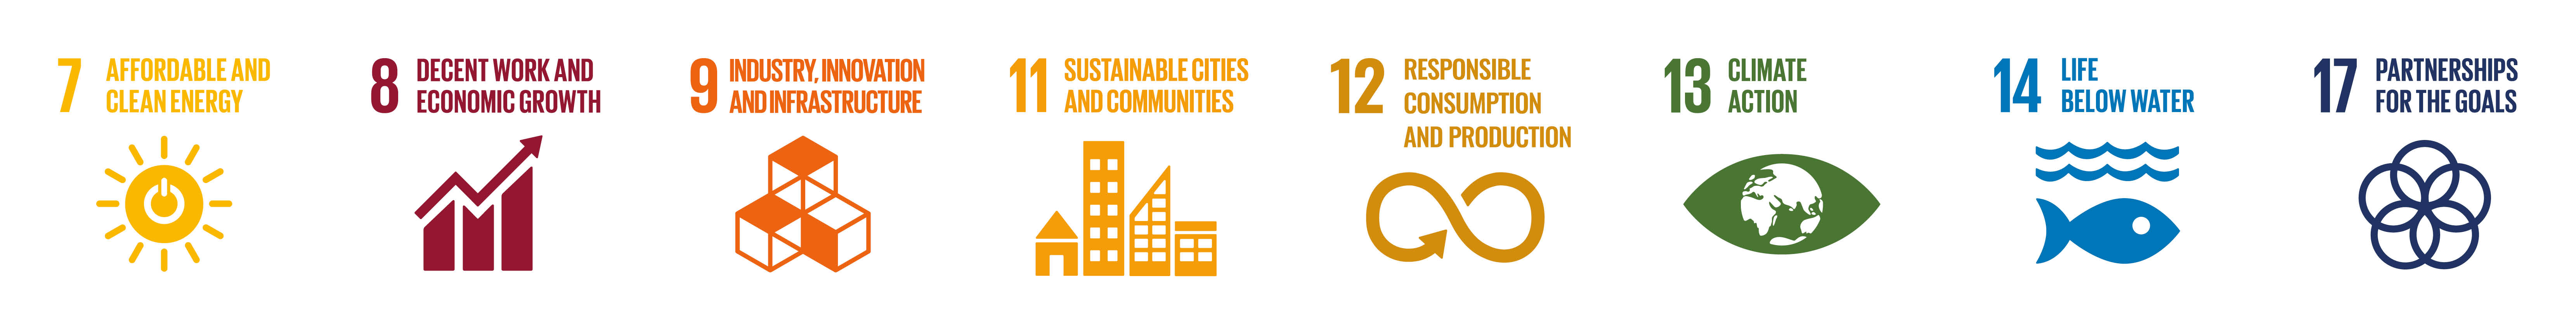 7 AFFORDABLE AND
CLEAN ENERGY
8 DECENT WORK AND
ECONOMIC GROWTH
9 INDUSTRY, INNOVATION
AND INFRASTRUCTURE
11 SUSTAINABLE CITIES
AND COMMUNITIES
12 RESPONSIBLE
CONSUMPTION
AND PRODUCTION
13 CLIMATE
ACTION
14 LIFE
BELOW WATER
17 PARTNERSHIPS
FOR THE GOALS